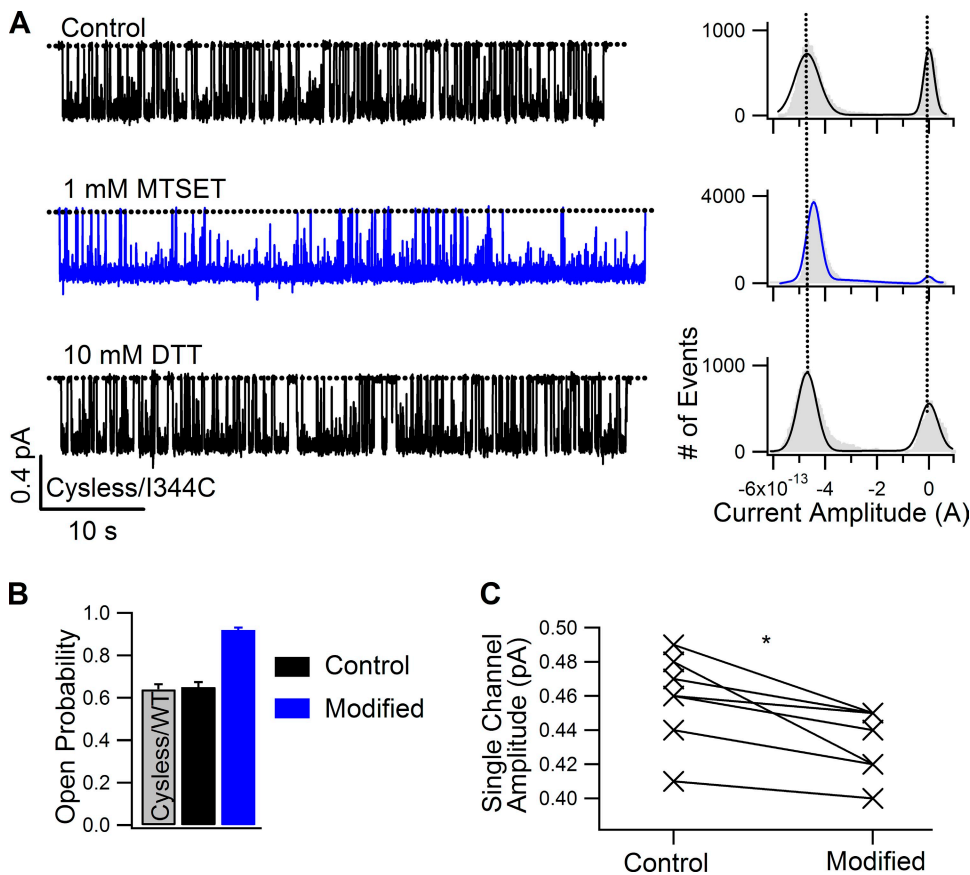 A
Control
1 mM MTSET
10 mM DTT
0.4 pA
Cysless/I344C
10 s
1000
0
4000
0
1000
0
# of Events
-6x10⁻¹³ -4 -2 0
Current Amplitude (A)
B
1.0
0.8
0.6
0.4
0.2
0.0
Open Probability
Cysless/WT
Control
Modified
C
*
0.50
0.48
0.46
0.44
0.42
0.40
Single Channel
Amplitude (pA)
Control Modified